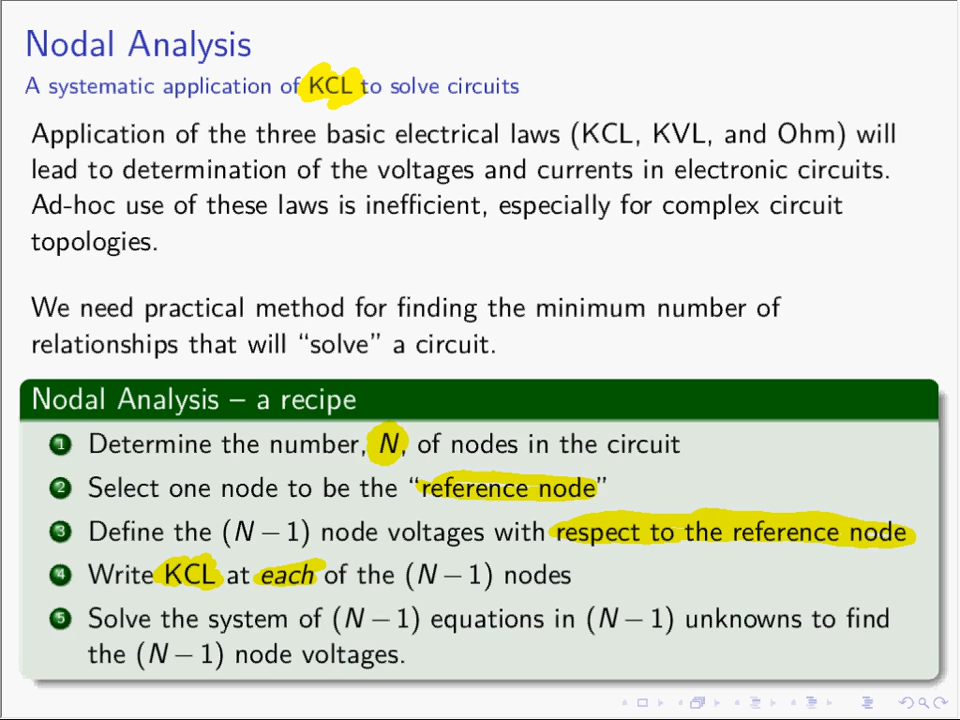 Nodal Analysis
A systematic application of KCL to solve circuits
Application of the three basic electrical laws (KCL, KVL, and Ohm) will
lead to determination of the voltages and currents in electronic circuits.
Ad-hoc use of these laws is inefficient, especially for complex circuit
topologies.
We need practical method for finding the minimum number of
relationships that will “solve” a circuit.
Nodal Analysis – a recipe
1 Determine the number, N, of nodes in the circuit
2 Select one node to be the “reference node”
3 Define the (N − 1) node voltages with respect to the reference node
4 Write KCL at each of the (N − 1) nodes
5 Solve the system of (N − 1) equations in (N − 1) unknowns to find
the (N − 1) node voltages.